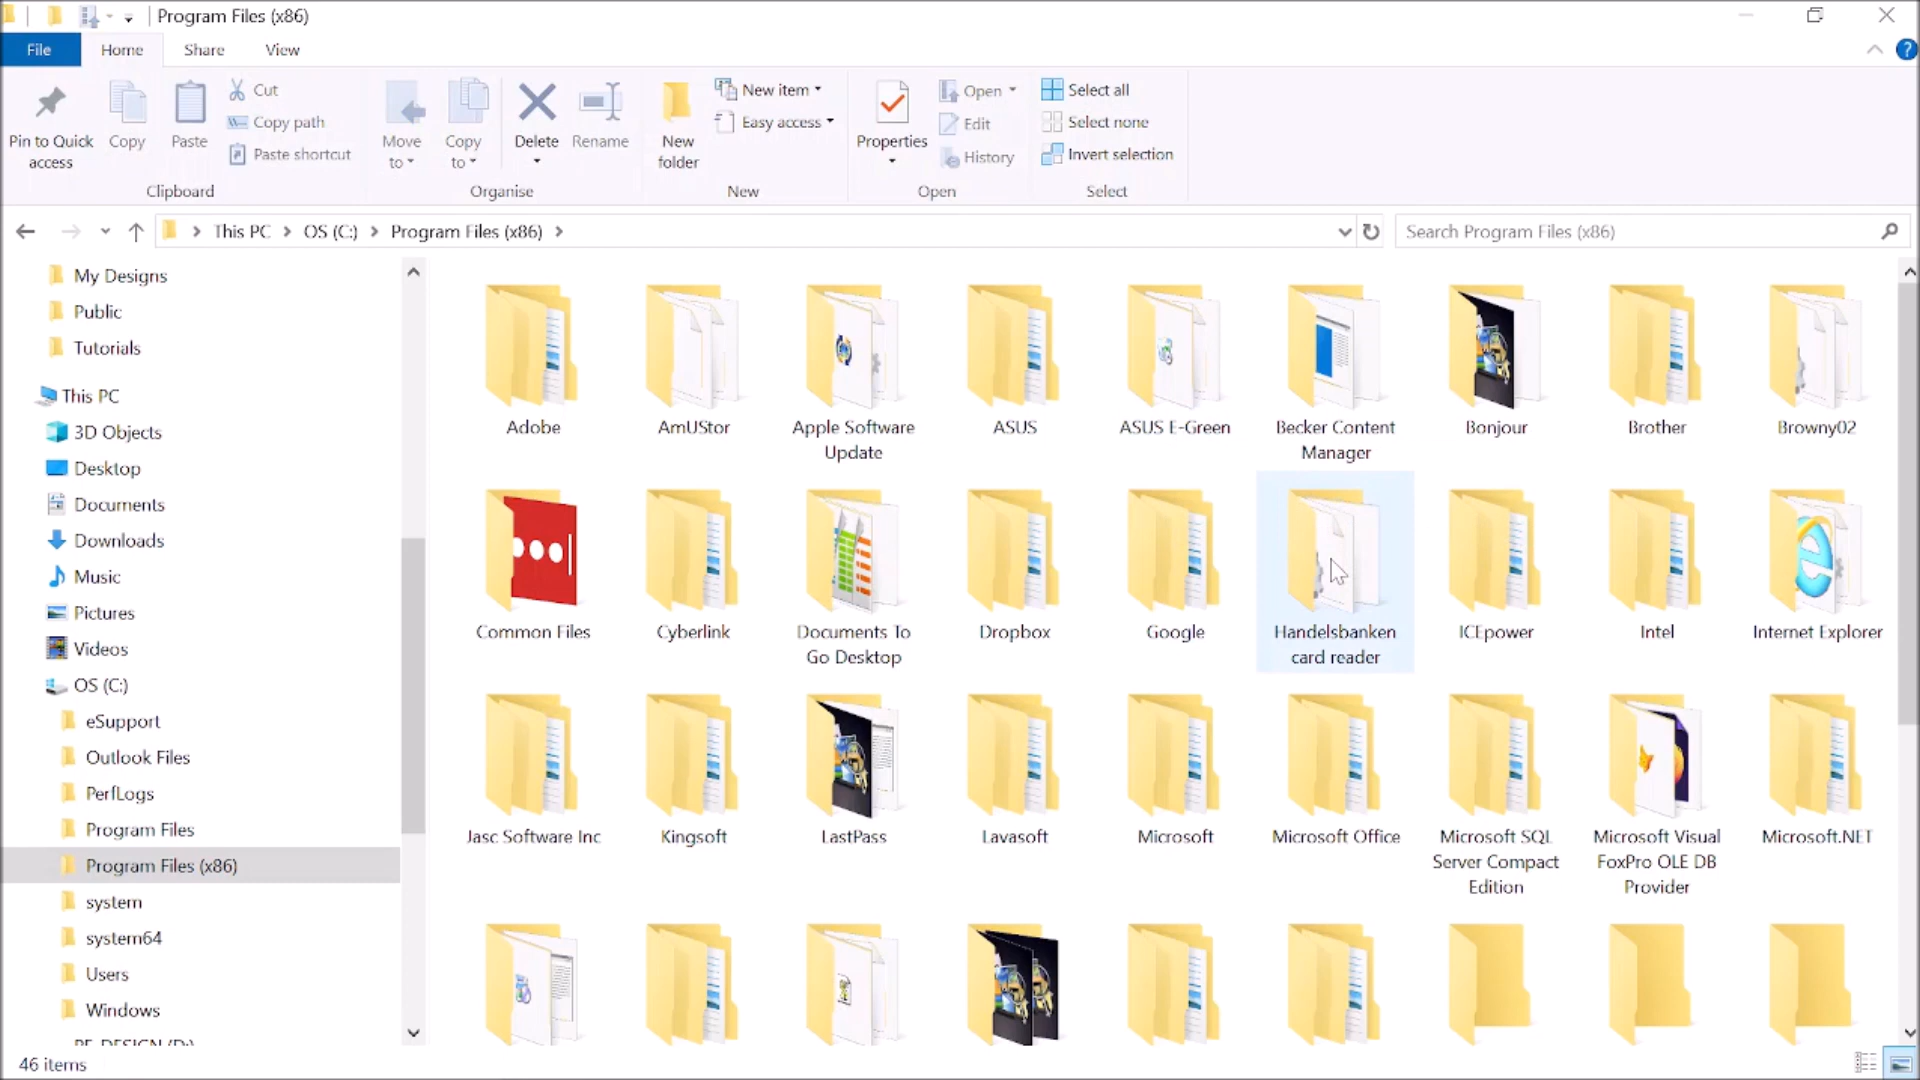 Program Files (x86)
File Home Share View
Pin to Quick access
Copy
Paste
Cut
Copy path
Paste shortcut
Clipboard
Move to
Copy to
Delete
Rename
Organise
New folder
New item
Easy access
New
Properties
Open
Edit
History
Open
Select all
Select none
Invert selection
Select
This PC > OS (C:) > Program Files (x86) >
Search Program Files (x86)
My Designs
Public
Tutorials
This PC
3D Objects
Desktop
Documents
Downloads
Music
Pictures
Videos
OS (C:)
eSupport
Outlook Files
PerfLogs
Program Files
Program Files (x86)
system
system64
Users
Windows
PE-DESIGN (D:)
Adobe
AmUStor
Apple Software
Update
ASUS
ASUS E-Green
Becker Content
Manager
Bonjour
Brother
Browny02
Common Files
Cyberlink
Documents To
Go Desktop
Dropbox
Google
Handelsbanken
card reader
ICEpower
Intel
Internet Explorer
Jasc Software Inc
Kingsoft
LastPass
Lavasoft
Microsoft
Microsoft Office
Microsoft SQL
Server Compact
Edition
Microsoft Visual
FoxPro OLE DB
Provider
Microsoft.NET
46 items